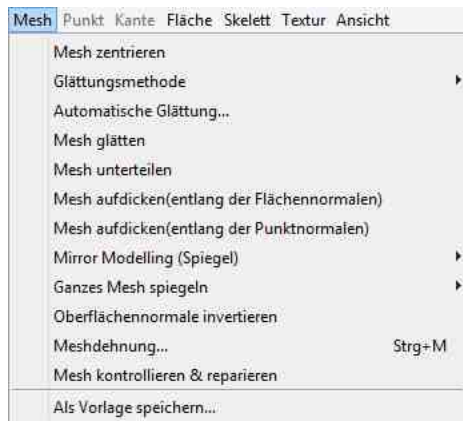 Mesh Punkt Kante Fläche Skelett Textur Ansicht
Mesh zentrieren
Glättungsmethode
Automatische Glättung...
Mesh glätten
Mesh unterteilen
Mesh aufdicken(entlang der Flächennormalen)
Mesh aufdicken(entlang der Punktnormalen)
Mirror Modelling (Spiegel)
Ganzes Mesh spiegeln
Oberflächennormale invertieren
Meshdehnung... Strg+M
Mesh kontrollieren & reparieren
Als Vorlage speichern...